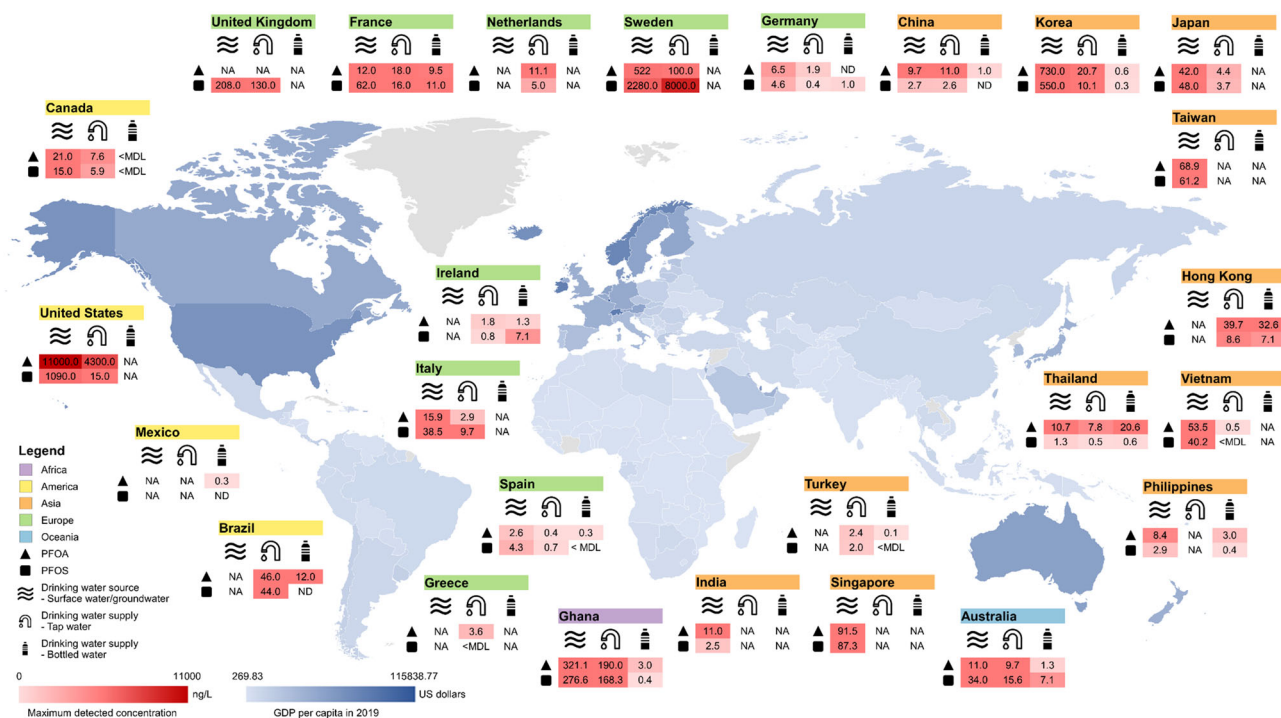 United Kingdom
NA NA NA
208.0 130.0 NA
France
12.0 18.0 9.5
62.0 16.0 11.0
Netherlands
NA 11.1 NA
NA 5.0 NA
Sweden
522 100.0 NA
2280.0 8000.0 NA
Germany
6.5 1.9 ND
4.6 0.4 1.0
China
9.7 11.0 1.0
2.7 2.6 ND
Korea
730.0 20.7 0.6
550.0 10.1 0.3
Japan
42.0 4.4 NA
48.0 3.7 NA
Canada
21.0 7.6 <MDL
15.0 5.9 <MDL
Taiwan
68.9 NA NA
61.2 NA NA
Ireland
NA 1.8 1.3
NA 0.8 7.1
Hong Kong
NA 39.7 32.6
NA 8.6 7.1
United States
11000.0 4300.0 NA
1090.0 15.0 NA
Italy
15.9 2.9 NA
38.5 9.7 NA
Thailand
10.7 7.8 20.6
1.3 0.5 0.6
Vietnam
53.5 0.5 NA
40.2 <MDL NA
Mexico
NA NA 0.3
NA NA ND
Spain
2.6 0.4 0.3
4.3 0.7 < MDL
Turkey
NA 2.4 0.1
NA 2.0 <MDL
Philippines
8.4 NA 3.0
2.9 NA 0.4
Brazil
NA 46.0 12.0
NA 44.0 ND
Greece
NA 3.6 NA
NA <MDL NA
Ghana
321.1 190.0 3.0
276.6 168.3 0.4
India
11.0 NA NA
2.5 NA NA
Singapore
91.5 NA NA
87.3 NA NA
Australia
11.0 9.7 1.3
34.0 15.6 7.1
Legend
Africa
America
Asia
Europe
Oceania
PFOA
PFOS
Drinking water source
- Surface water/groundwater
Drinking water supply
- Tap water
Drinking water supply
- Bottled water
0 11000
ng/L
Maximum detected concentration
269.83 115838.77
US dollars
GDP per capita in 2019